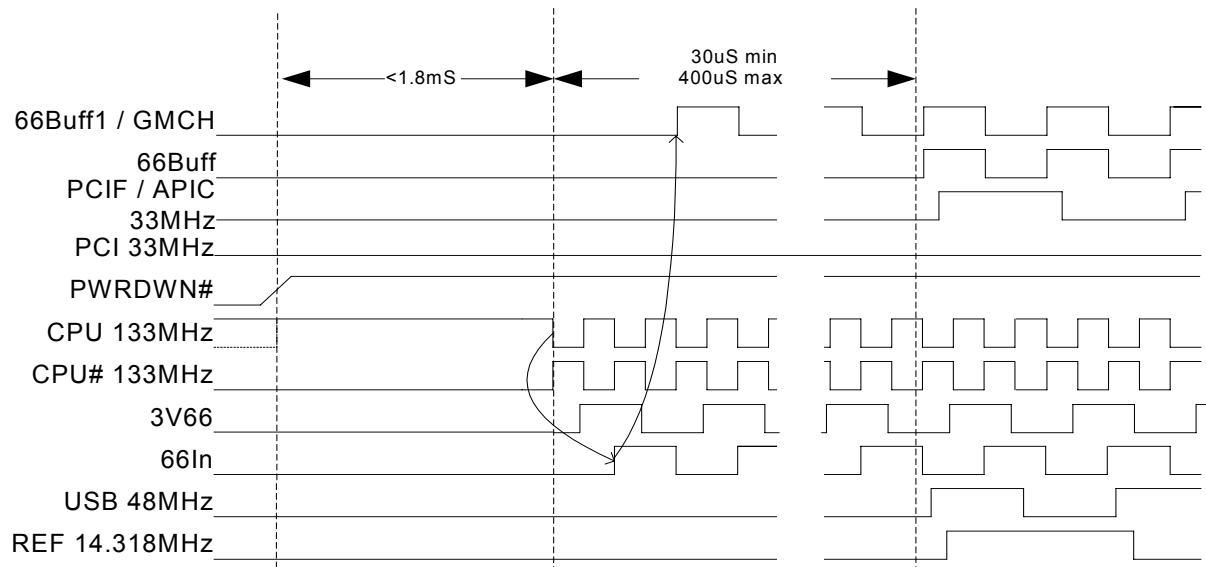 <1.8mS
30uS min
400uS max
66Buff1 / GMCH
66Buff
PCIF / APIC
33MHz
PCI 33MHz
PWRDWN#
CPU 133MHz
CPU# 133MHz
3V66
66In
USB 48MHz
REF 14.318MHz